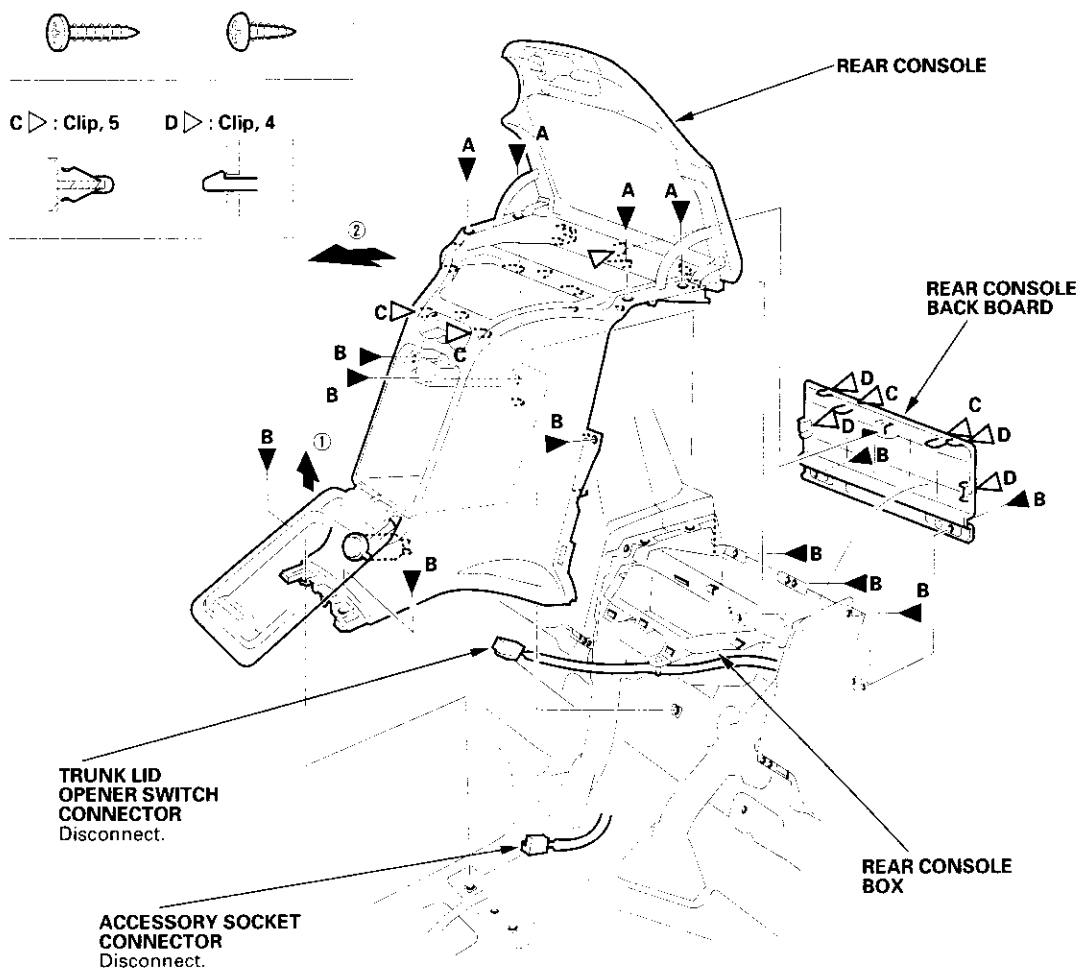 REAR CONSOLE
C ▷ : Clip, 5 D ▷ : Clip, 4
A
A
A
A
②
REAR CONSOLE
BACK BOARD
C
C
B
B
D
C
C
D
D
D
B
B
B
①
B
B
B
B
B
B
TRUNK LID
OPENER SWITCH
CONNECTOR
Disconnect.
REAR CONSOLE
BOX
ACCESSORY SOCKET
CONNECTOR
Disconnect.